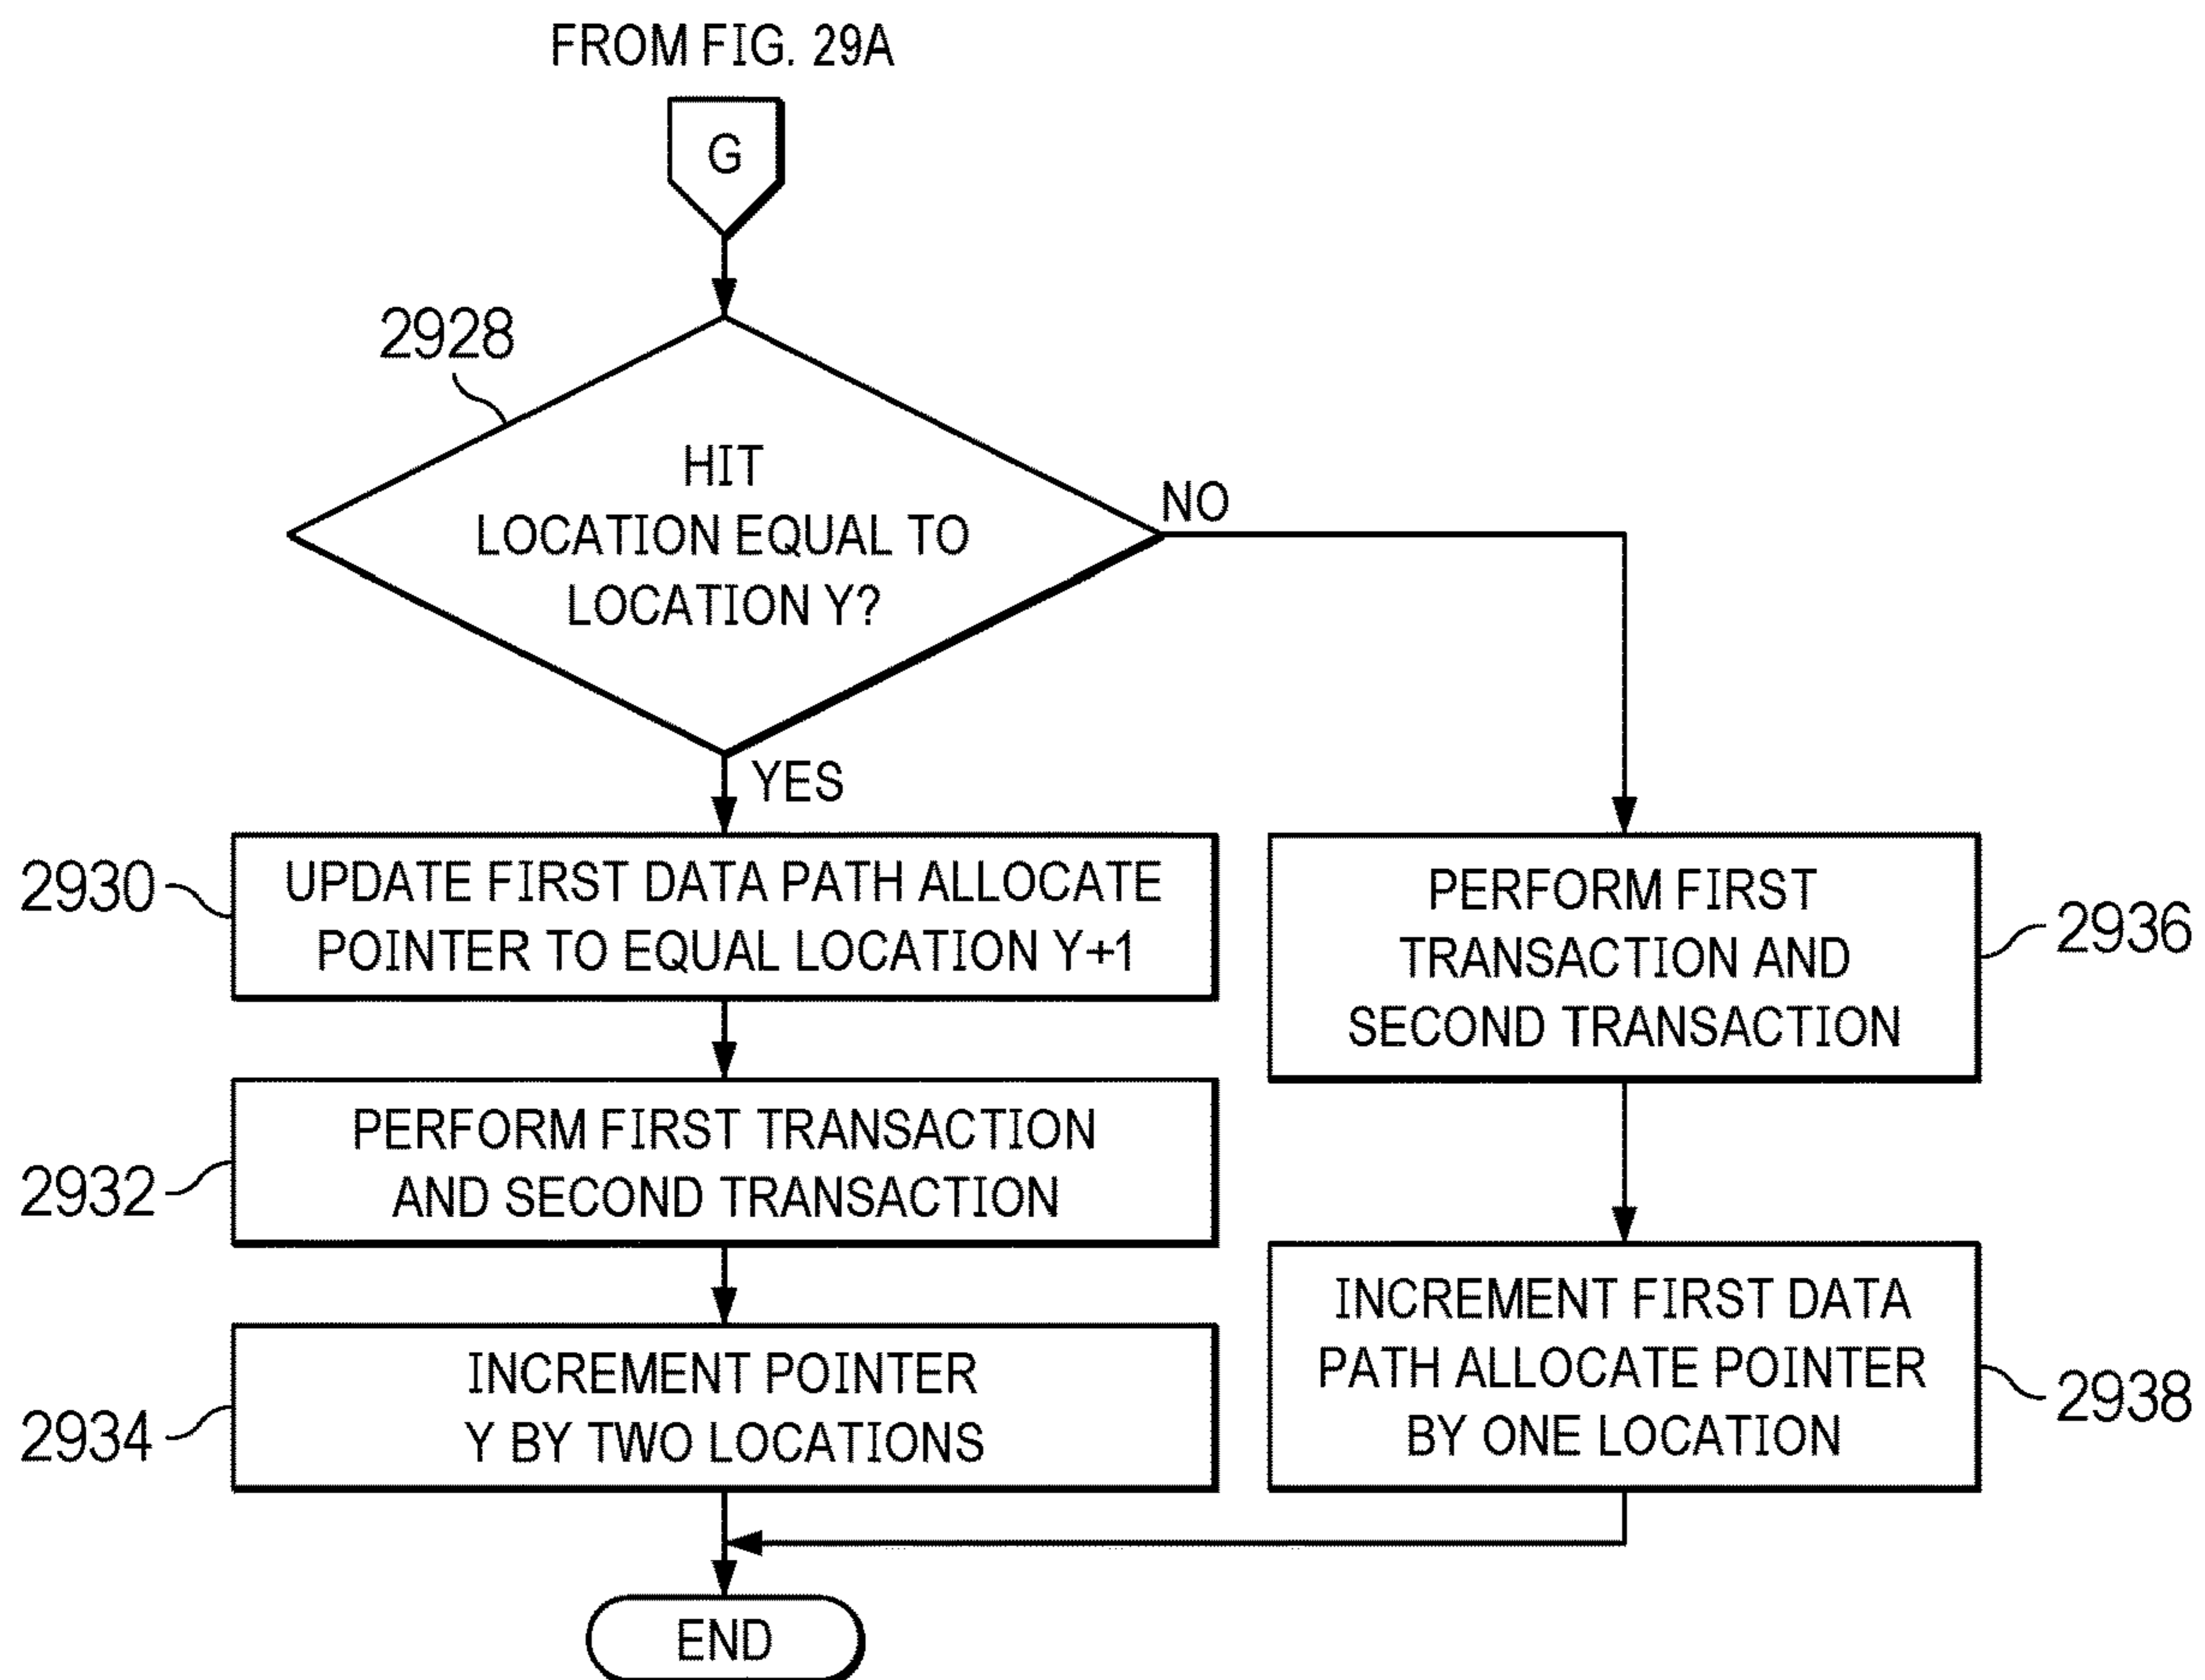 FROM FIG. 29A
G
2928
HIT
LOCATION EQUAL TO
LOCATION Y?
NO
YES
2930
UPDATE FIRST DATA PATH ALLOCATE
POINTER TO EQUAL LOCATION Y+1
2932
PERFORM FIRST TRANSACTION
AND SECOND TRANSACTION
2934
INCREMENT POINTER
Y BY TWO LOCATIONS
PERFORM FIRST
TRANSACTION AND
SECOND TRANSACTION
2936
INCREMENT FIRST DATA
PATH ALLOCATE POINTER
BY ONE LOCATION
2938
END